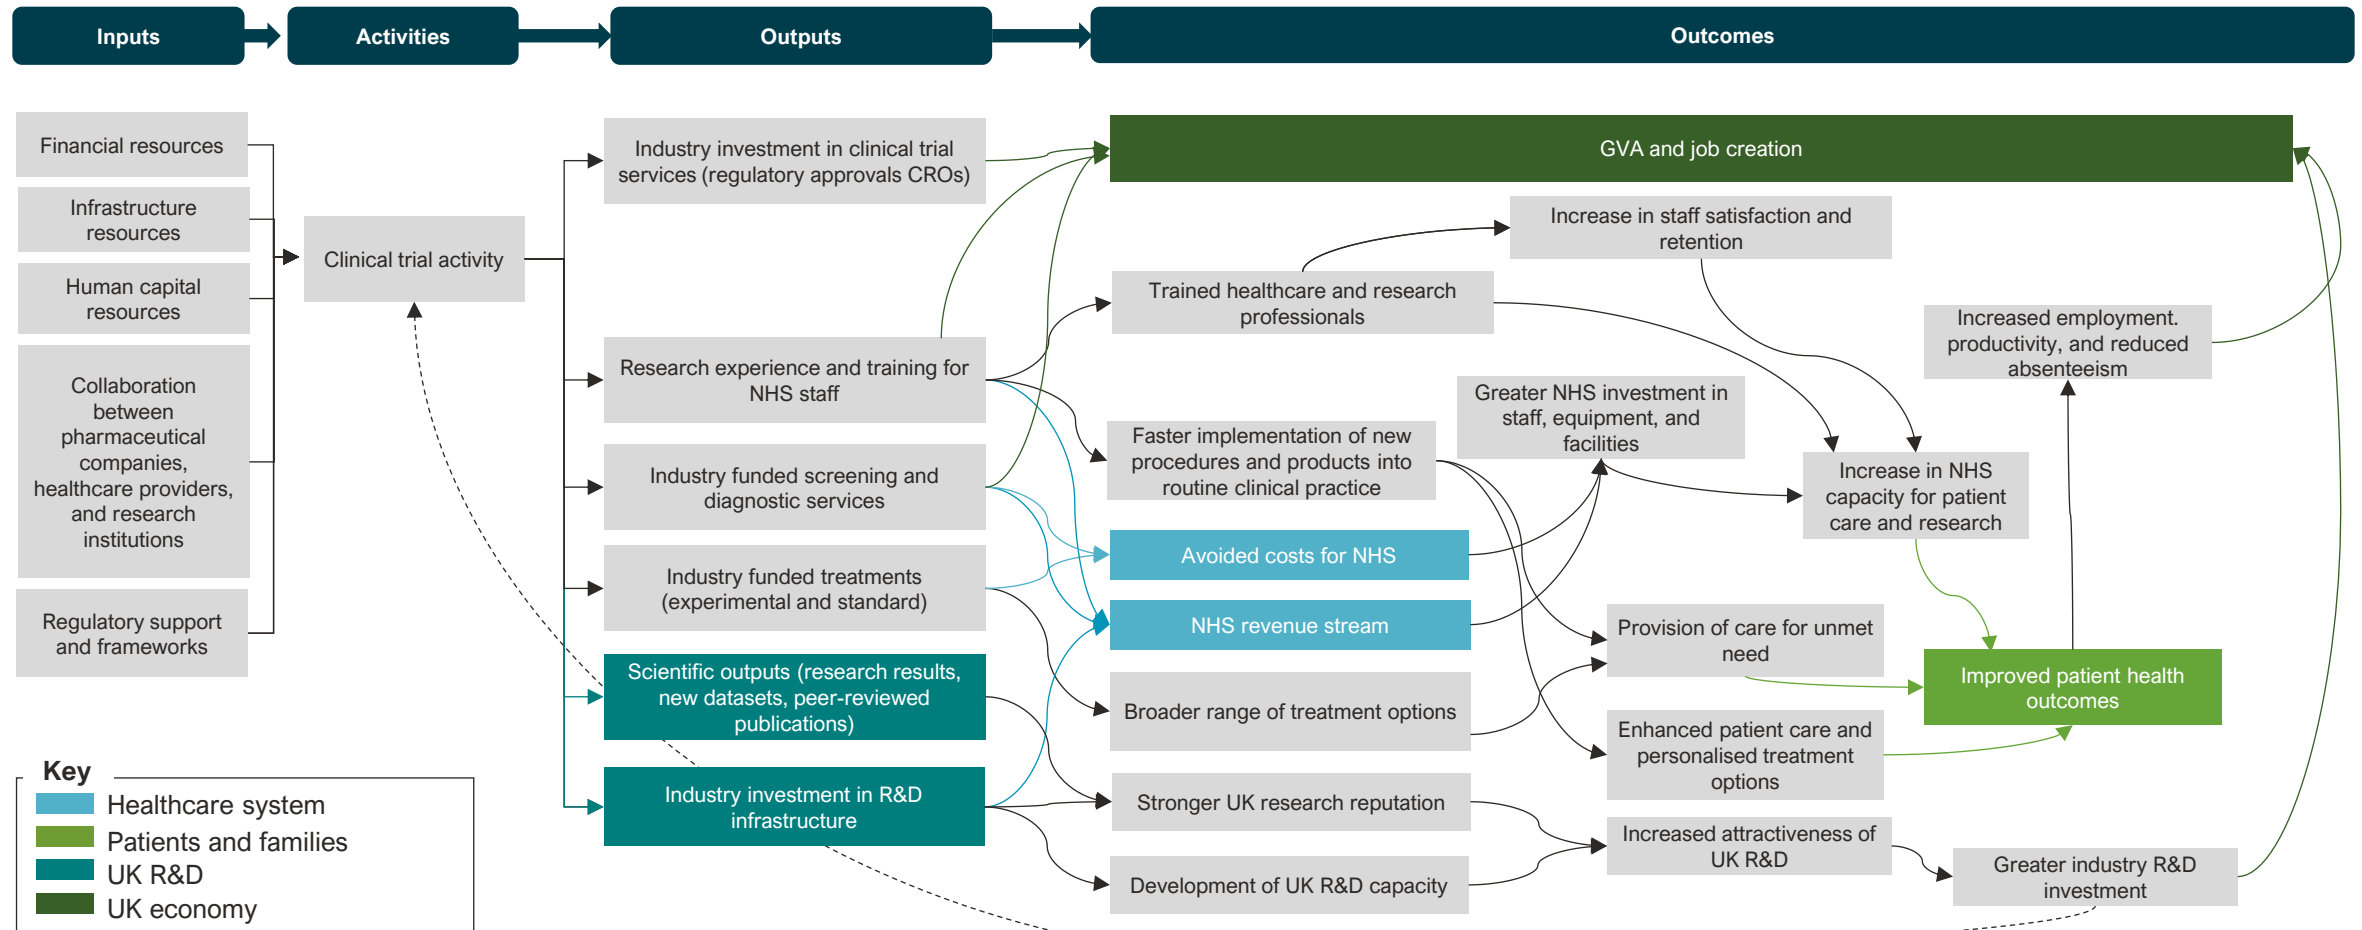 Inputs
Activities
Outputs
Outcomes
Financial resources
Infrastructure
resources
Human capital
resources
Collaboration
between
pharmaceutical
companies,
healthcare providers,
and research
institutions
Regulatory support
and frameworks
Clinical trial activity
Industry investment in clinical trial
services (regulatory approvals CROs)
Research experience and training for
NHS staff
Industry funded screening and
diagnostic services
Industry funded treatments
(experimental and standard)
Scientific outputs (research results,
new datasets, peer-reviewed
publications)
Industry investment in R&D
infrastructure
GVA and job creation
Increase in staff satisfaction and
retention
Trained healthcare and research
professionals
Increased employment.
productivity, and reduced
absenteeism
Greater NHS investment in
staff, equipment, and
facilities
Faster implementation of new
procedures and products into
routine clinical practice
Increase in NHS
capacity for patient
care and research
Avoided costs for NHS
NHS revenue stream
Provision of care for unmet
need
Improved patient health
outcomes
Broader range of treatment options
Enhanced patient care and
personalised treatment
options
Stronger UK research reputation
Increased attractiveness of
UK R&D
Greater industry R&D
investment
Development of UK R&D capacity
Key
Healthcare system
Patients and families
UK R&D
UK economy